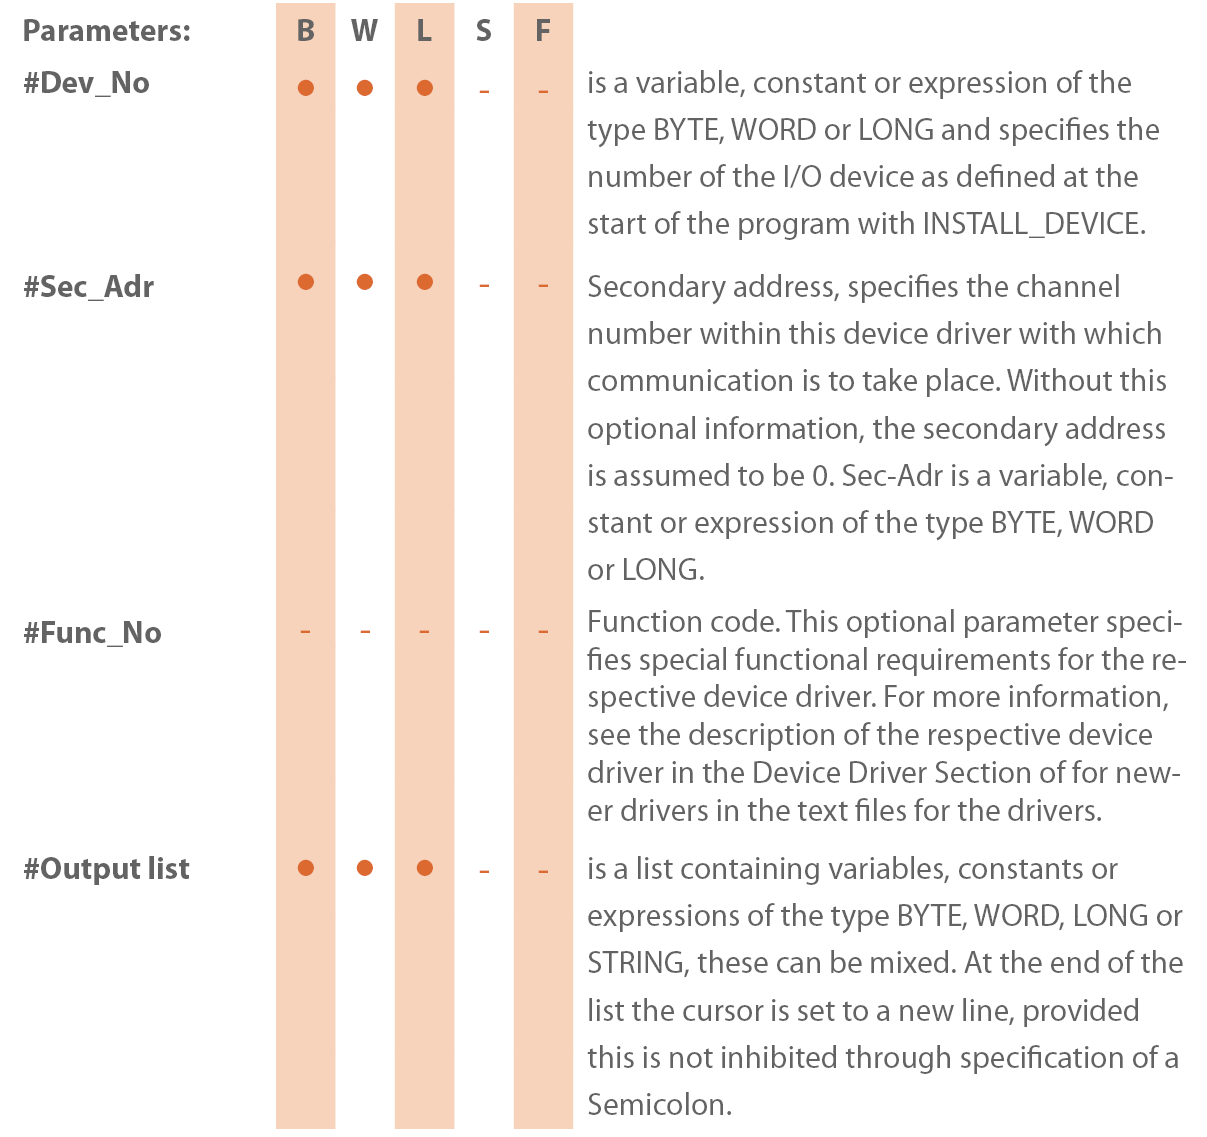 Parameters: B W L S F
#Dev_No ● ● ● - - is a variable, constant or expression of the
type BYTE, WORD or LONG and specifies the
number of the I/O device as defined at the
start of the program with INSTALL_DEVICE.
#Sec_Adr ● ● ● - - Secondary address, specifies the channel
number within this device driver with which
communication is to take place. Without this
optional information, the secondary address
is assumed to be 0. Sec-Adr is a variable, con-
stant or expression of the type BYTE, WORD
or LONG.
#Func_No - - - - - Function code. This optional parameter speci-
fies special functional requirements for the re-
spective device driver. For more information,
see the description of the respective device
driver in the Device Driver Section of for new-
er drivers in the text files for the drivers.
#Output list ● ● ● - - is a list containing variables, constants or
expressions of the type BYTE, WORD, LONG or
STRING, these can be mixed. At the end of the
list the cursor is set to a new line, provided
this is not inhibited through specification of a
Semicolon.